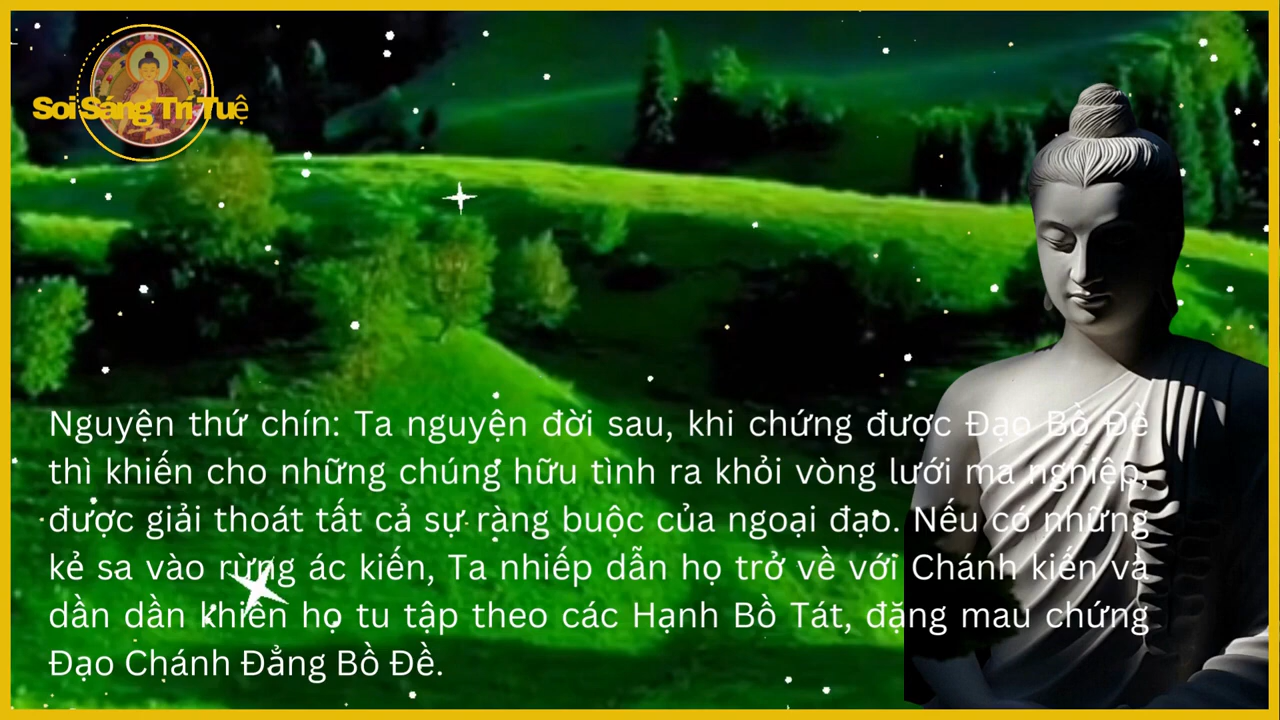 Soi Sáng Trí Tuệ
Nguyện thứ chín: Ta nguyện đời sau, khi chứng được Đạo Bồ Đề
thì khiến cho những chúng hữu tình ra khỏi vòng lưới ma nghiệp,
được giải thoát tất cả sự ràng buộc của ngoại đạo. Nếu có những
kẻ sa vào rừng ác kiến, Ta nhiếp dẫn họ trở về với Chánh kiến và
dần dần khiến họ tu tập theo các Hạnh Bồ Tát, đặng mau chứng
Đạo Chánh Đẳng Bồ Đề.